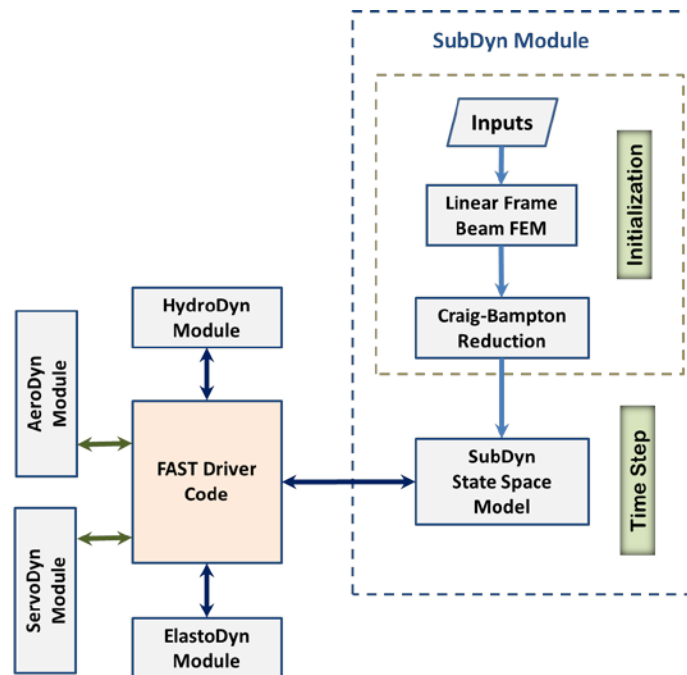 SubDyn Module
Inputs
Linear Frame
Beam FEM
Initialization
Craig-Bampton
Reduction
HydroDyn
Module
AeroDyn
Module
FAST Driver
Code
SubDyn
State Space
Model
Time Step
ServoDyn
Module
ElastoDyn
Module